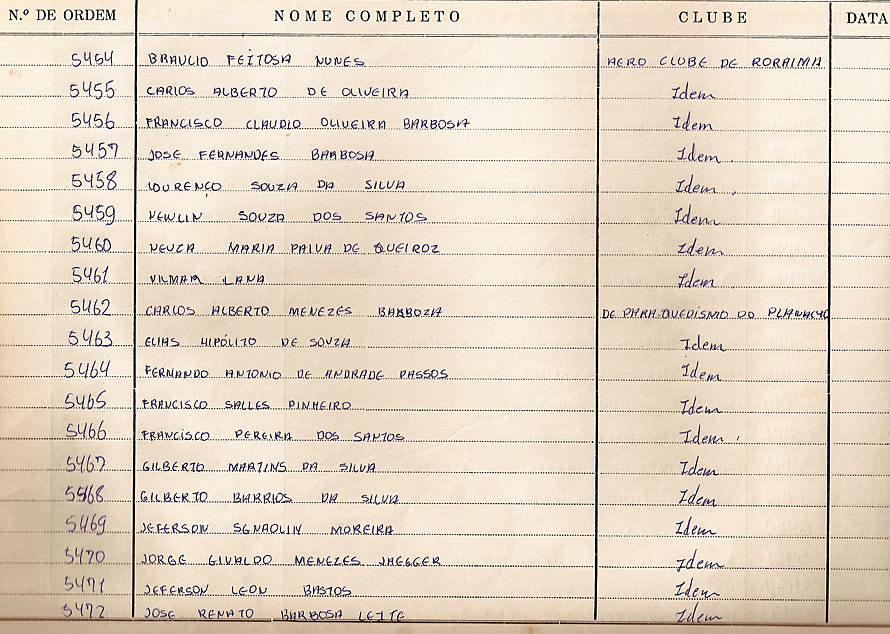 N.º DE ORDEM NOME COMPLETO CLUBE DATA
5454 BRAULIO FEITOSA NUNES AERO CLUBE DE RORAIMA
5455 CARLOS ALBERTO DE OLIVEIRA Idem
5456 FRANCISCO CLAUDIO OLIVEIRA BARBOSA Idem
5457 JOSE FERNANDES BARBOSA Idem
5458 LOURENÇO SOUZA DA SILVA Idem
5459 NEWLIN SOUZA DOS SANTOS Idem
5460 NEUZA MARIA PAIVA DE QUEIROZ Idem
5461 VILMAR LANA Idem
5462 CARLOS ALBERTO MENEZES BARBOZA DE PARA-QUEDISMO DO PLANALTO
5463 ELIAS HIPÓLITO DE SOUZA Idem
5464 FERNANDO ANTONIO DE ANDRADE PASSOS Idem
5465 FRANCISCO SALLES PINHEIRO Idem
5466 FRANCISCO PEREIRA DOS SANTOS Idem
5467 GILBERTO MARTINS DA SILVA Idem
5568 GILBERTO BARRIOS DA SILVA Idem
5469 JEFERSON SGNAOLIN MOREIRA Idem
5470 JORGE GIVALDO MENEZES JAEGGER Idem
5471 JEFERSON LEON BASTOS Idem
5472 JOSE RENATO BARBOSA LEITE Idem